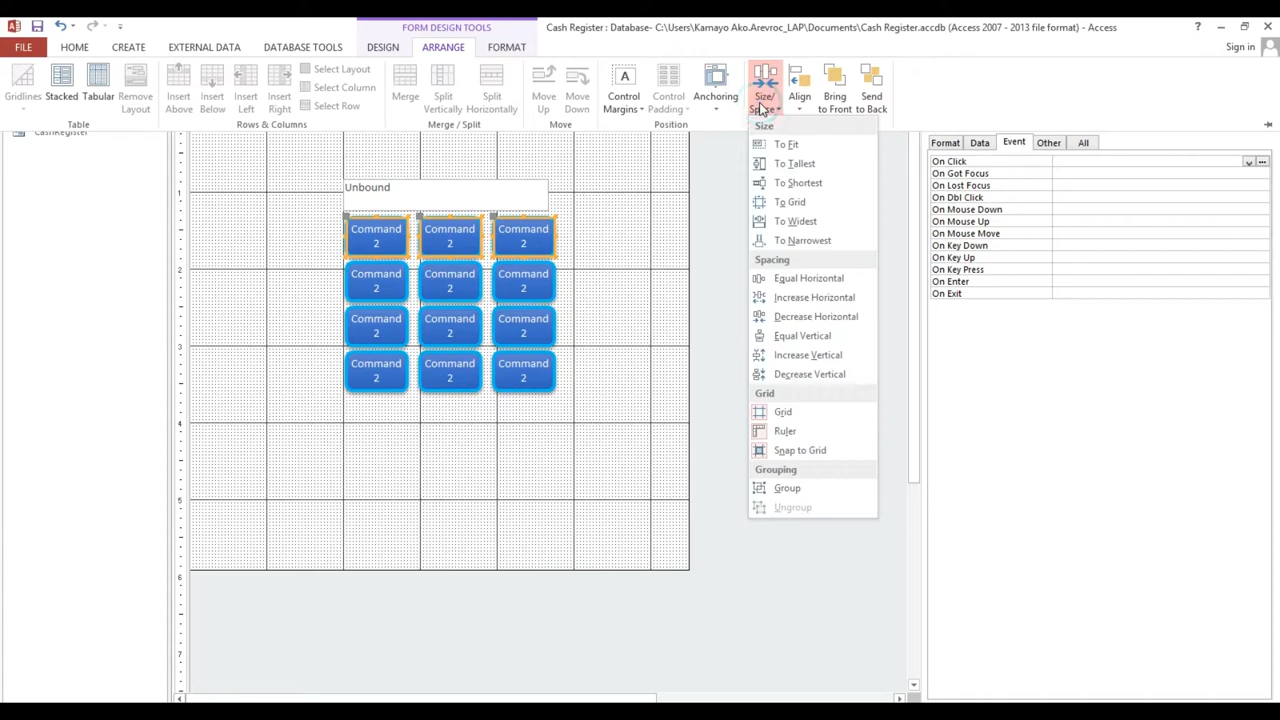 FORM DESIGN TOOLS
Cash Register : Database- C:\Users\Kamayo Ako.Arevroc_LAP\Documents\Cash Register.accdb (Access 2007 - 2013 file format) - Access
?
FILE HOME CREATE EXTERNAL DATA DATABASE TOOLS DESIGN ARRANGE FORMAT
Sign in
Gridlines
Stacked
Tabular
Remove Layout
Table
Insert Above
Insert Below
Insert Left
Insert Right
Select Layout
Select Column
Select Row
Rows & Columns
Merge
Split Vertically
Split Horizontally
Merge / Split
Move Up
Move Down
Move
Control Margins
Control Padding
Anchoring
Position
Size/
Space
Align
Bring to Front
Send to Back
CashRegister
1
2
3
4
5
6
7
Unbound
Command Command Command
2 2 2
Command Command Command
2 2 2
Command Command Command
2 2 2
Command Command Command
2 2 2
Size
To Fit
To Tallest
To Shortest
To Grid
To Widest
To Narrowest
Spacing
Equal Horizontal
Increase Horizontal
Decrease Horizontal
Equal Vertical
Increase Vertical
Decrease Vertical
Grid
Grid
Ruler
Snap to Grid
Grouping
Group
Ungroup
Format Data Event Other All
On Click
On Got Focus
On Lost Focus
On Dbl Click
On Mouse Down
On Mouse Up
On Mouse Move
On Key Down
On Key Up
On Key Press
On Enter
On Exit